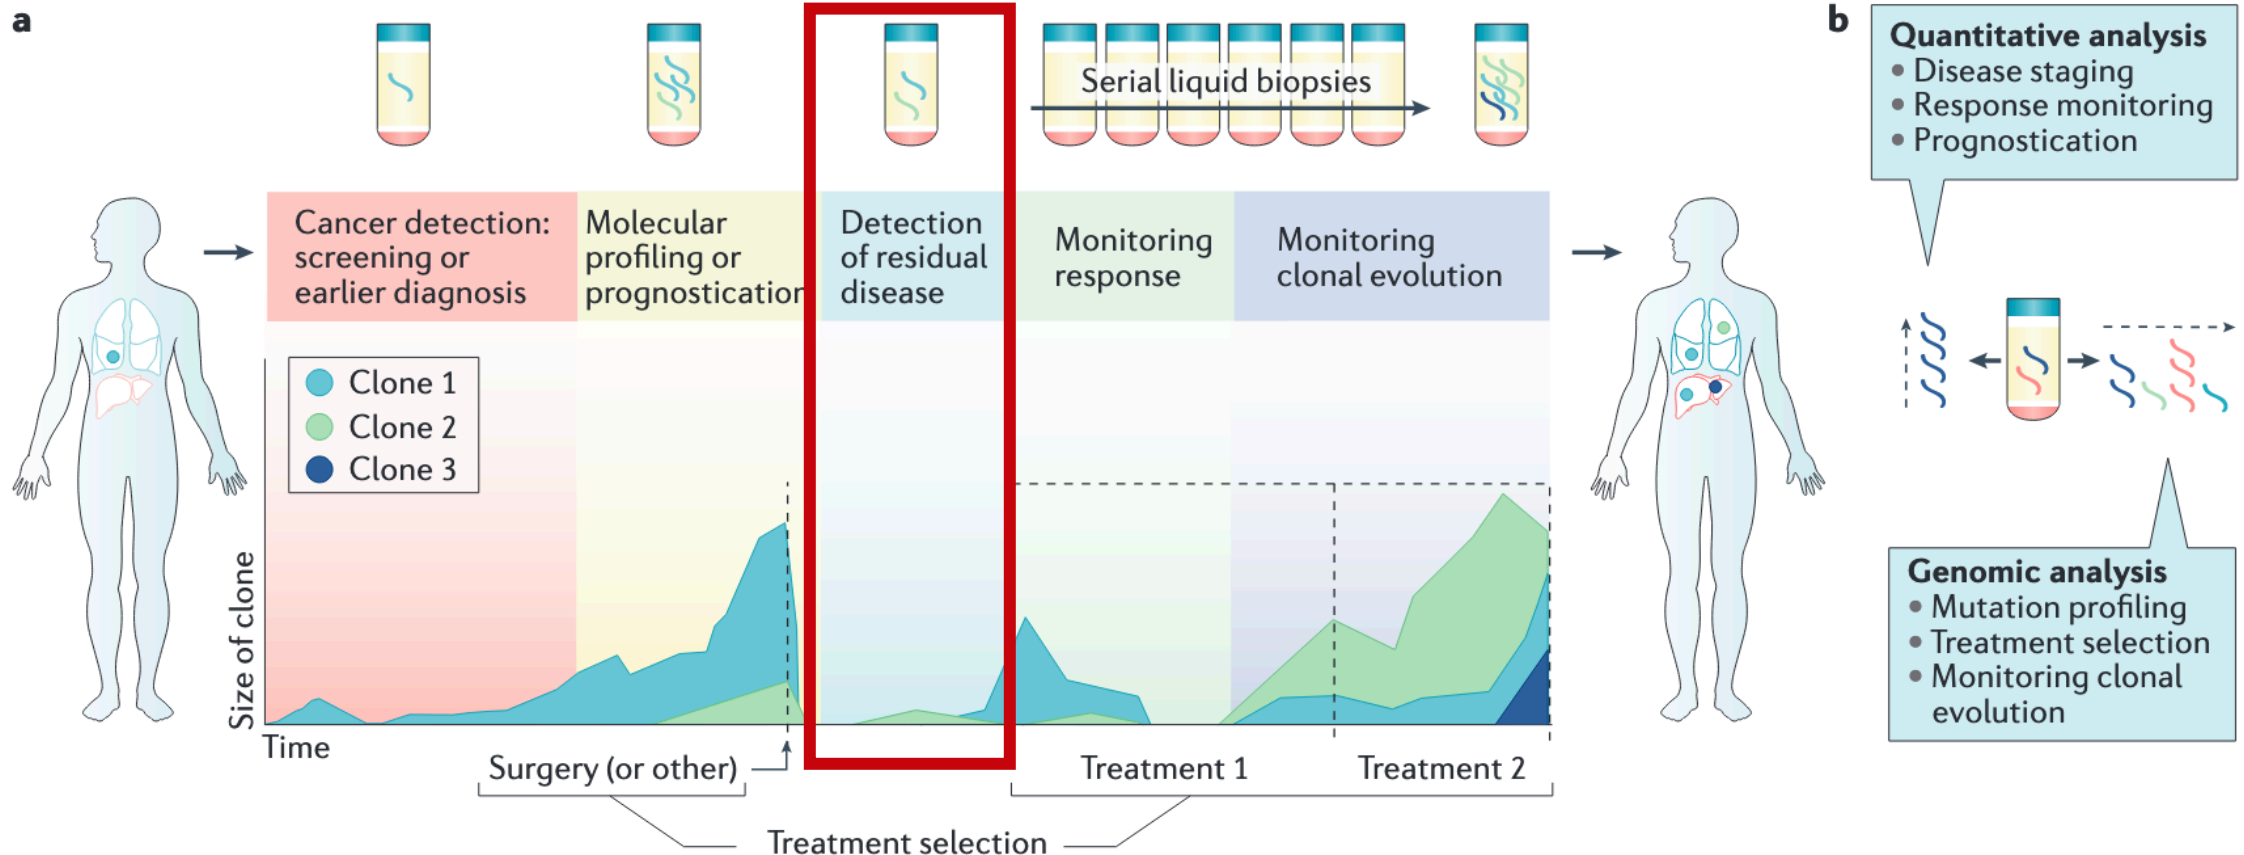 a
Serial liquid biopsies
Cancer detection:
screening or
earlier diagnosis
Molecular
profiling or
prognostication
Detection
of residual
disease
Monitoring
response
Monitoring
clonal evolution
Clone 1
Clone 2
Clone 3
Size of clone
Time
Surgery (or other)
Treatment 1
Treatment 2
Treatment selection
b
Quantitative analysis
• Disease staging
• Response monitoring
• Prognostication
Genomic analysis
• Mutation profiling
• Treatment selection
• Monitoring clonal
evolution